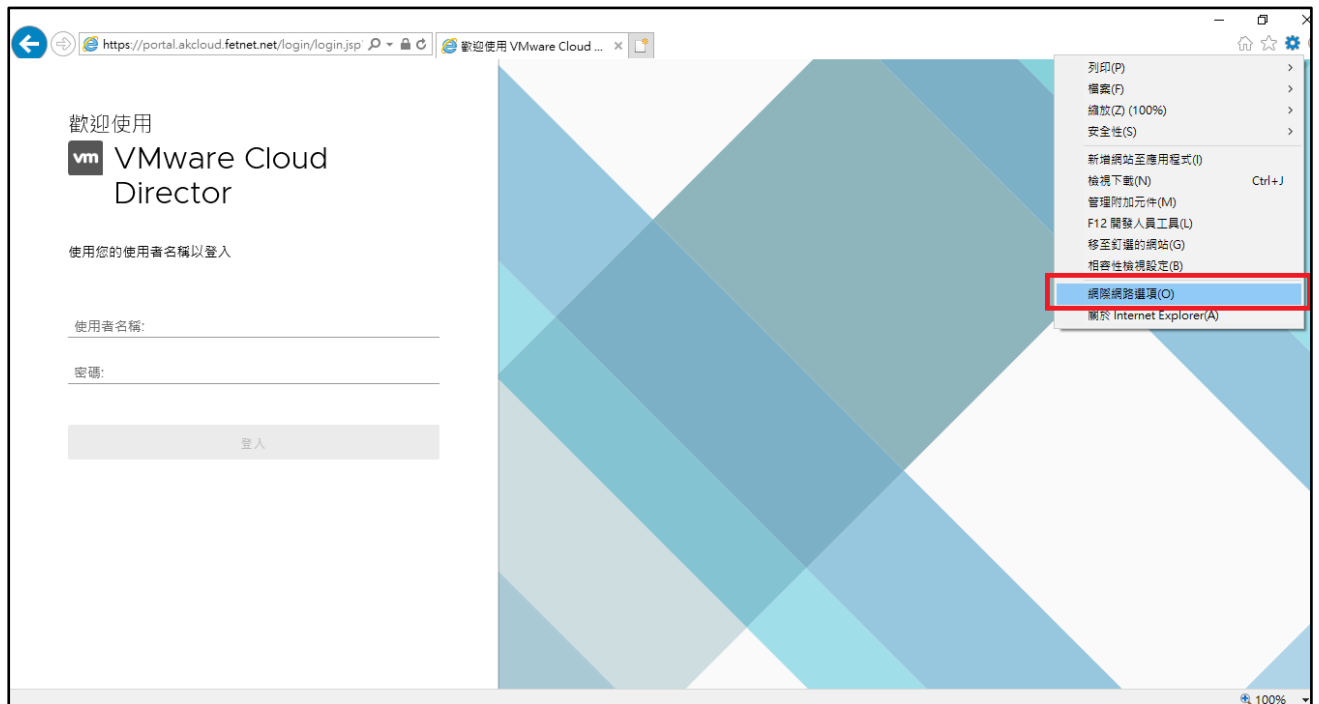 https://portal.akcloud.fetnet.net/login/login.jsp
歡迎使用 VMware Cloud ...
列印(P)
檔案(F)
縮放(Z) (100%)
安全性(S)
新增網站至應用程式(I)
檢視下載(N) Ctrl+J
管理附加元件(M)
F12 開發人員工具(L)
移至釘選的網站(G)
相容性檢視設定(B)
網際網路選項(O)
關於 Internet Explorer(A)
歡迎使用
vm VMware Cloud
Director
使用您的使用者名稱以登入
使用者名稱:
密碼:
登入
100%